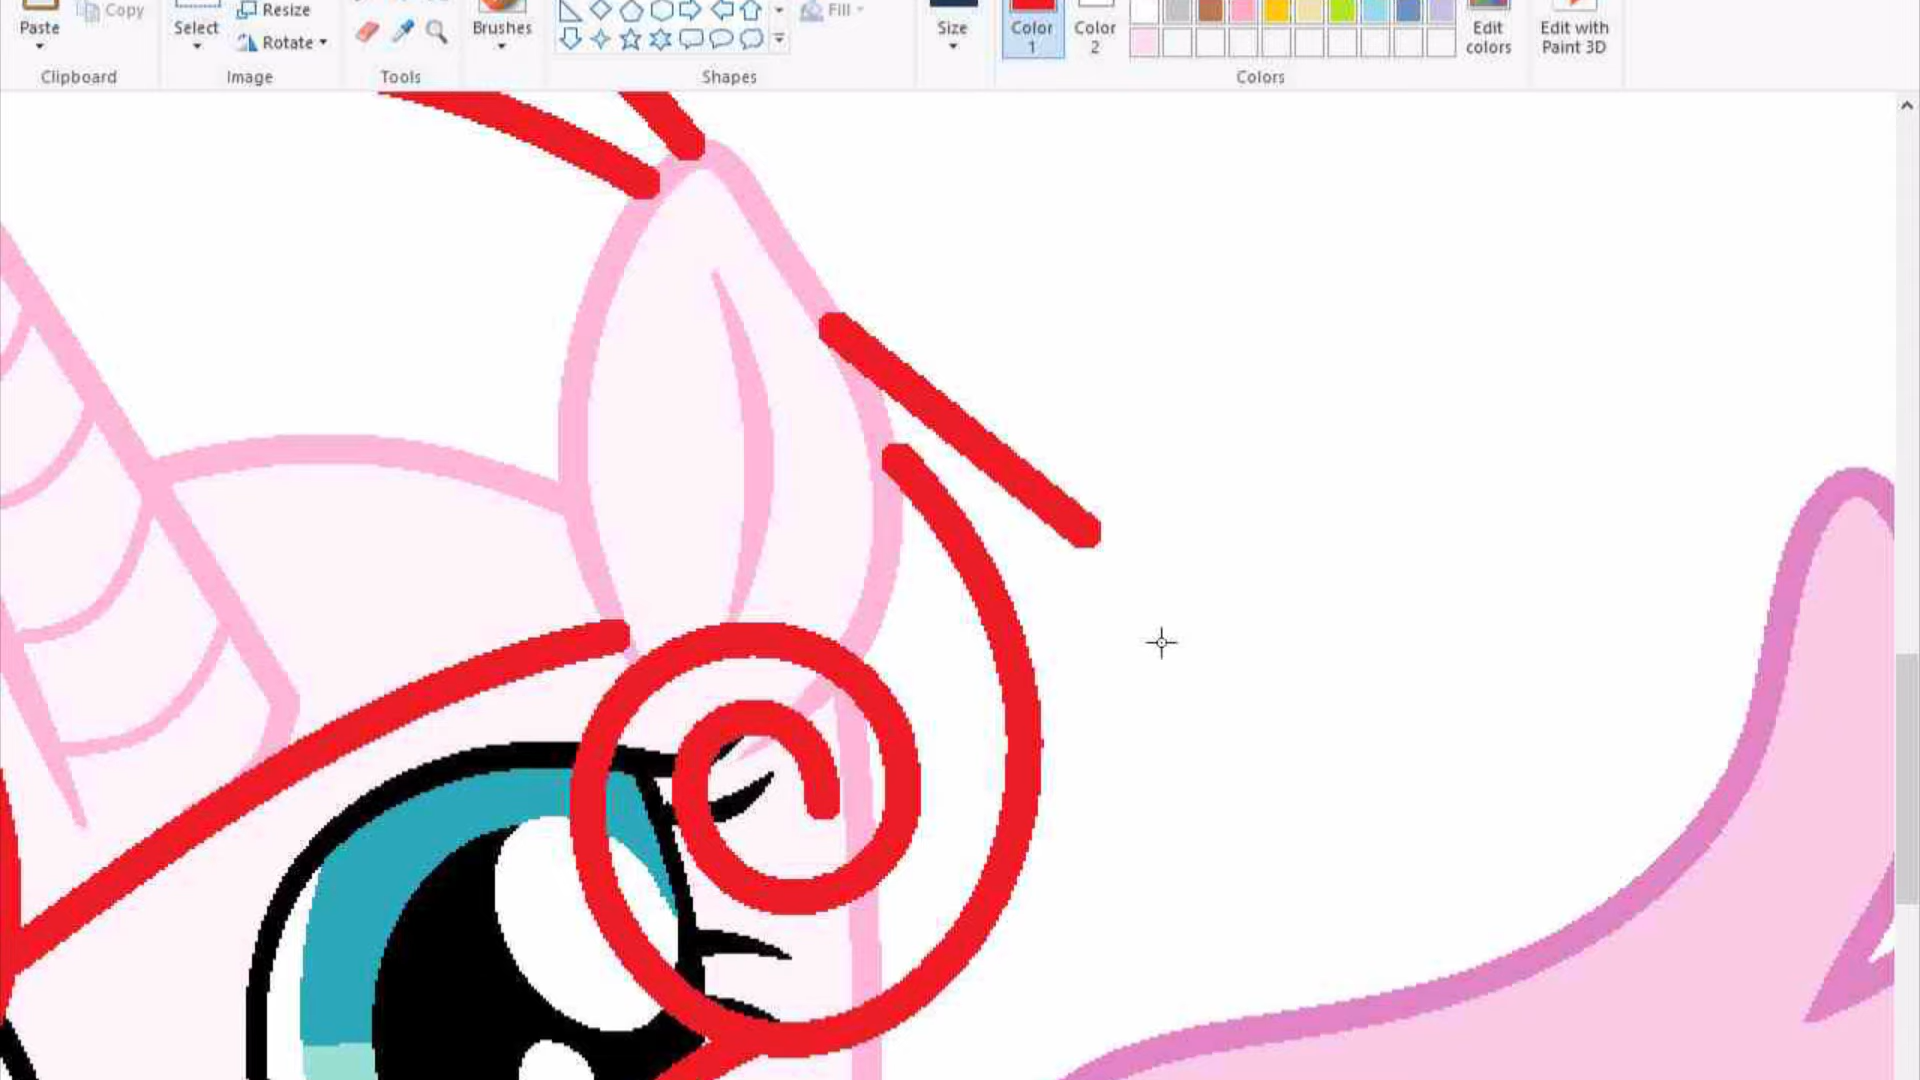 Paste
Copy
Select
Resize
Rotate
Brushes
Fill
Size
Color
1
Color
2
Edit
colors
Edit with
Paint 3D
Clipboard
Image
Tools
Shapes
Colors